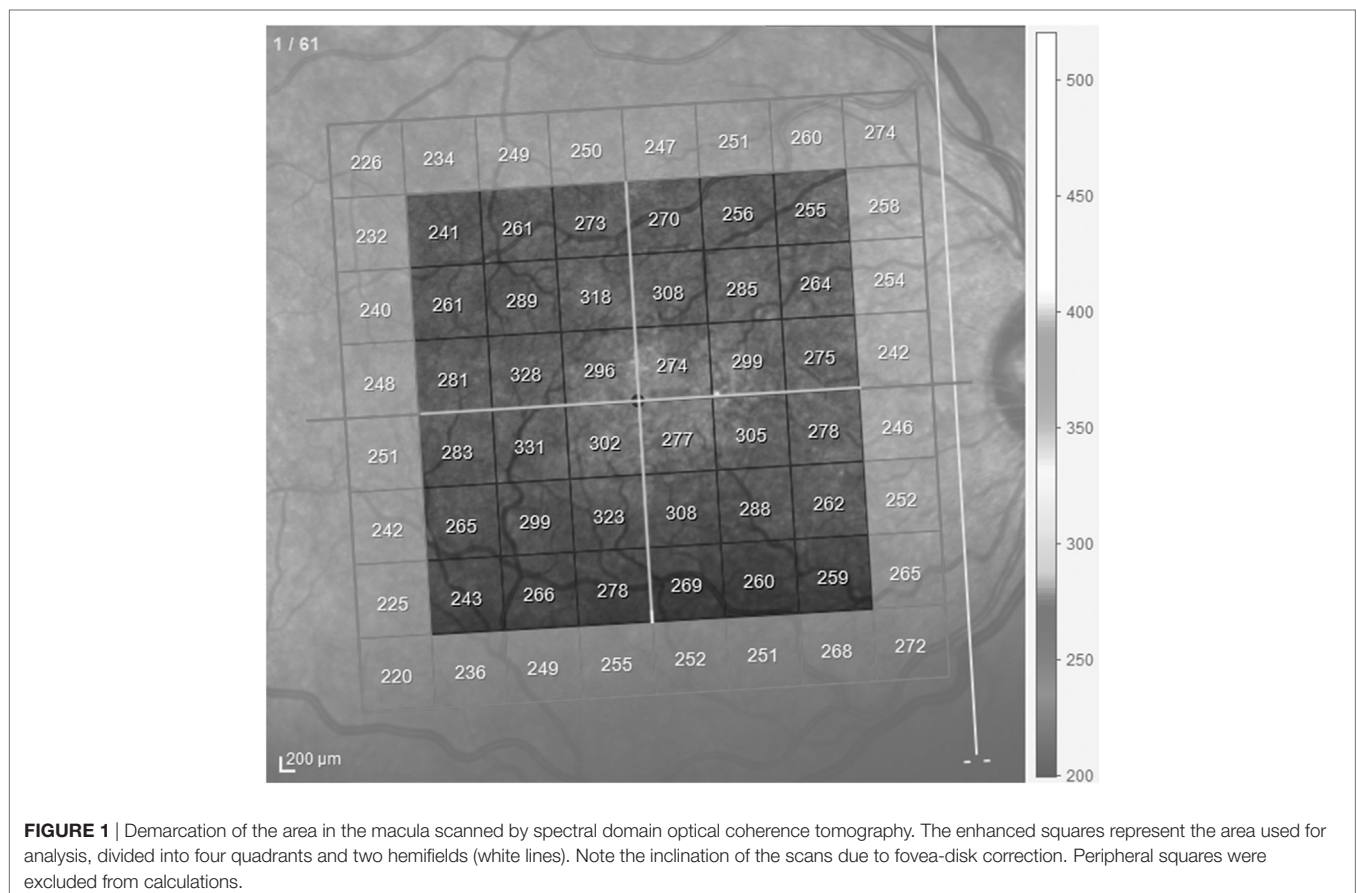 1 / 61
226 234 249 250 247 251 260 274
232 241 261 273 270 256 255 258
240 261 289 318 308 285 264 254
248 281 328 296 274 299 275 242
251 283 331 302 277 305 278 246
242 265 299 323 308 288 262 252
225 243 266 278 269 260 259 265
220 236 249 255 252 251 268 272
200 µm
500
450
400
350
300
250
200
FIGURE 1 | Demarcation of the area in the macula scanned by spectral domain optical coherence tomography. The enhanced squares represent the area used for
analysis, divided into four quadrants and two hemifields (white lines). Note the inclination of the scans due to fovea-disk correction. Peripheral squares were
excluded from calculations.